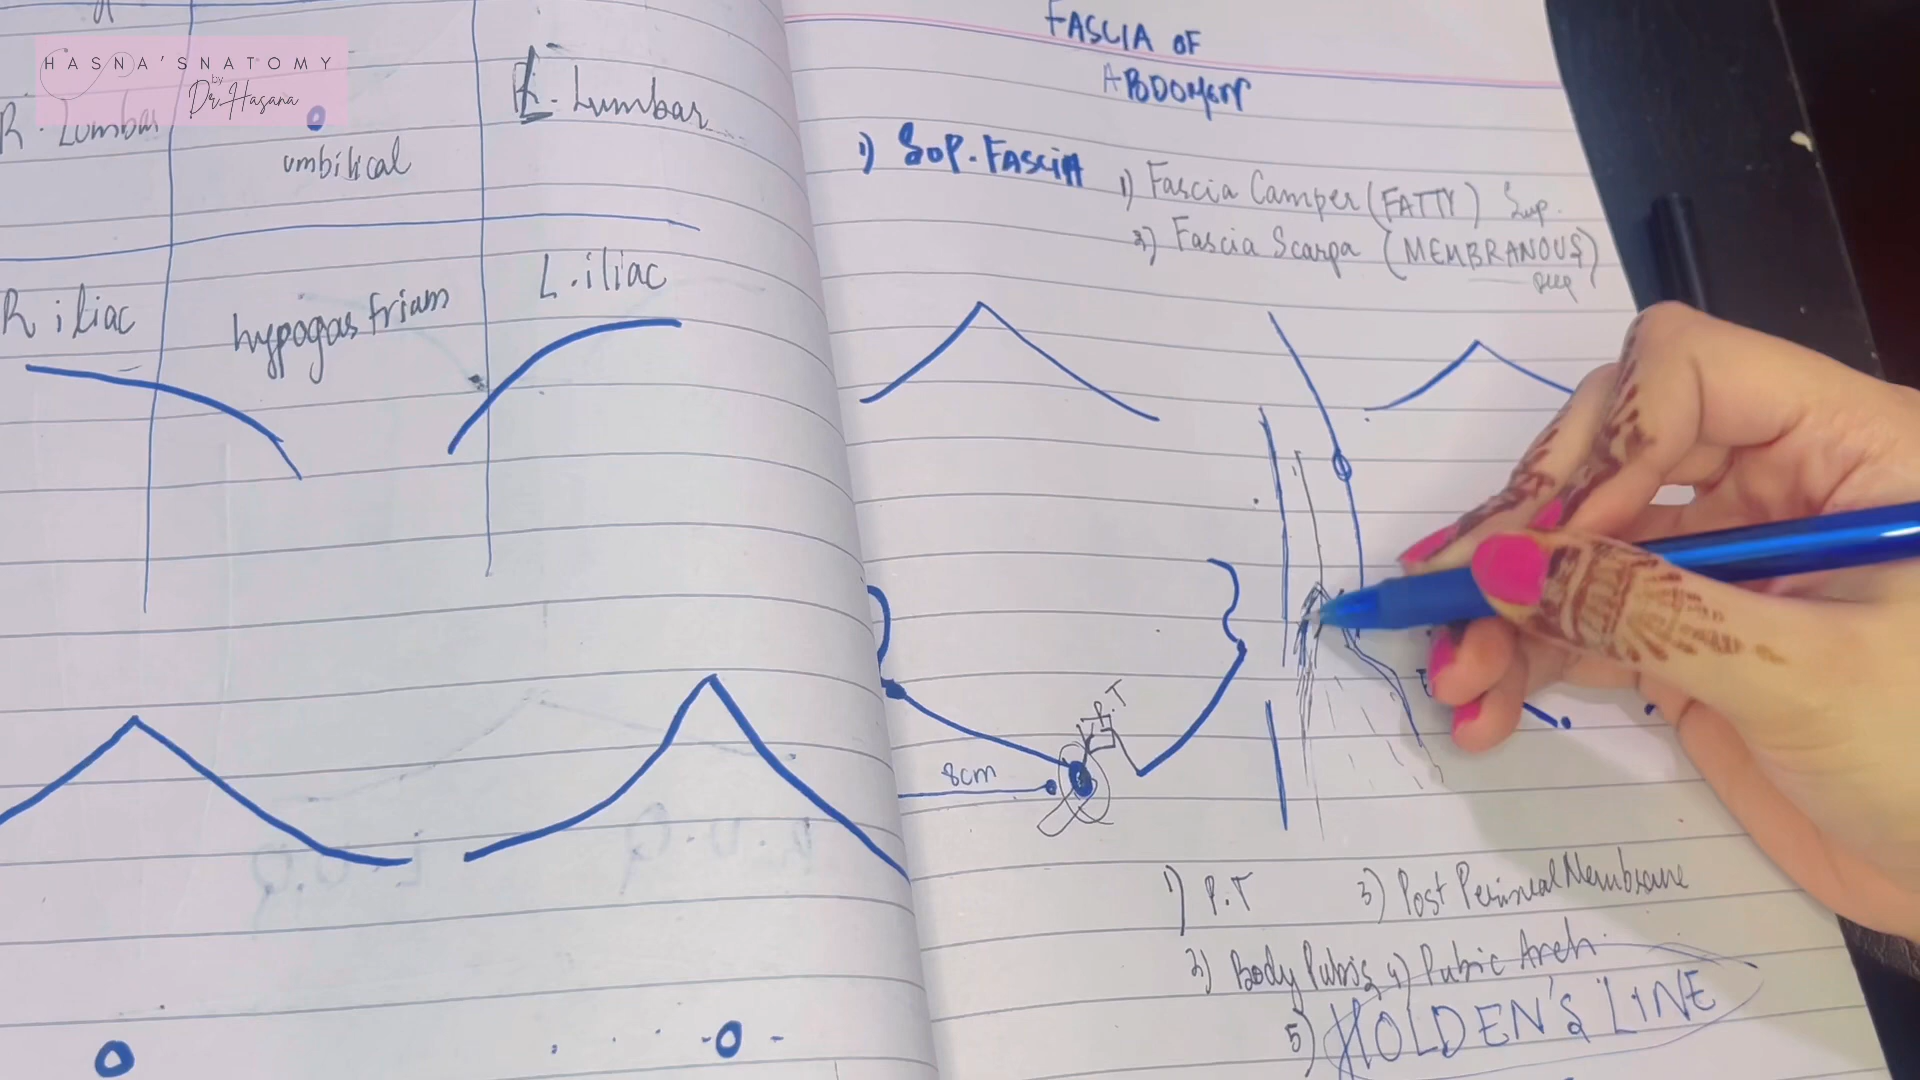 HASNA'SNATOMY
by
Dr.Hasana
R. Lumbar
umbilical
L. Lumbar
R iliac
hypogastrium
L.iliac
FASCIA OF
ABDOMEN
1) SUP. FASCIA
1) Fascia Camper (FATTY) Sup.
2) Fascia Scarpa (MEMBRANOUS)
Deep
P.T
8cm
1) P.T
3) Post Perineal Membrane
2) Body Pubis
4) Pubic Arch
5) HOLDEN'S LINE